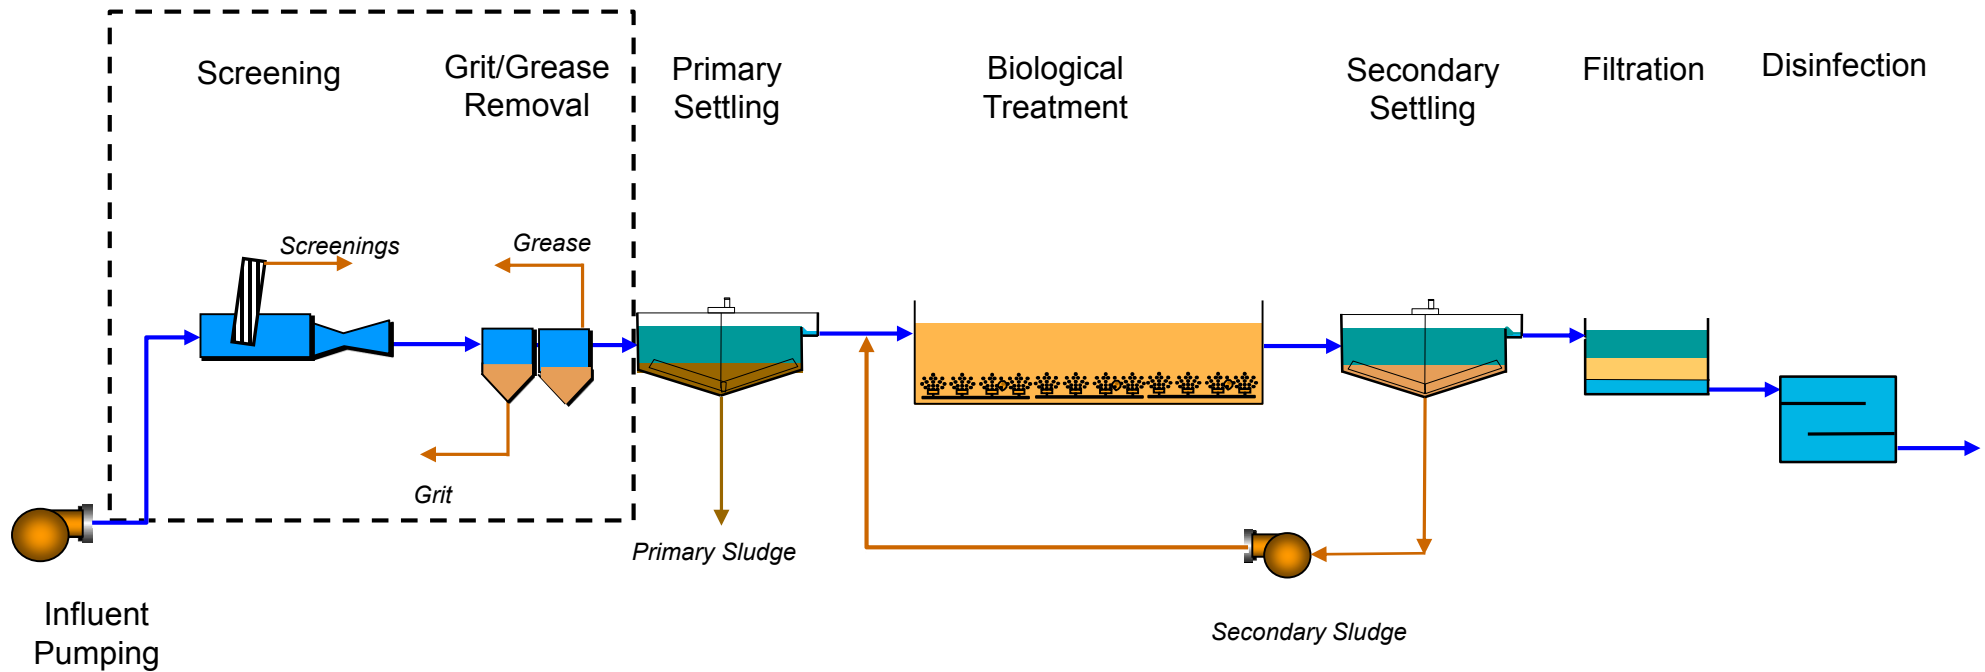 Screening
Grit/Grease
Removal
Primary
Settling
Biological
Treatment
Secondary
Settling
Filtration
Disinfection
Screenings
Grease
Grit
Primary Sludge
Secondary Sludge
Influent
Pumping